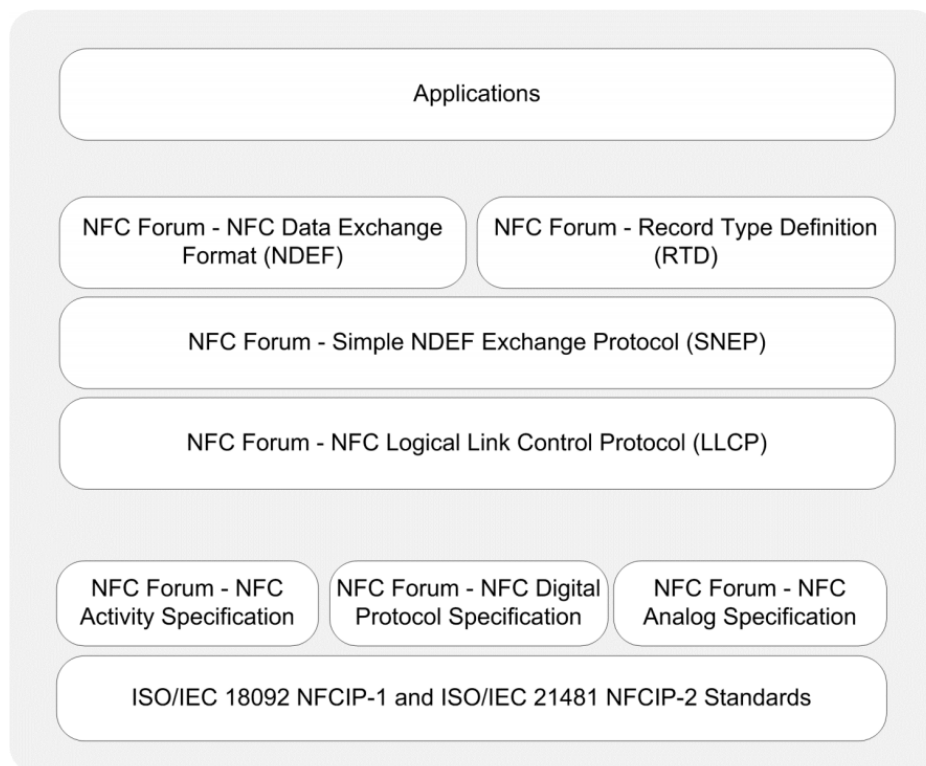 Applications
NFC Forum - NFC Data Exchange
Format (NDEF)
NFC Forum - Record Type Definition
(RTD)
NFC Forum - Simple NDEF Exchange Protocol (SNEP)
NFC Forum - NFC Logical Link Control Protocol (LLCP)
NFC Forum - NFC
Activity Specification
NFC Forum - NFC Digital
Protocol Specification
NFC Forum - NFC
Analog Specification
ISO/IEC 18092 NFCIP-1 and ISO/IEC 21481 NFCIP-2 Standards